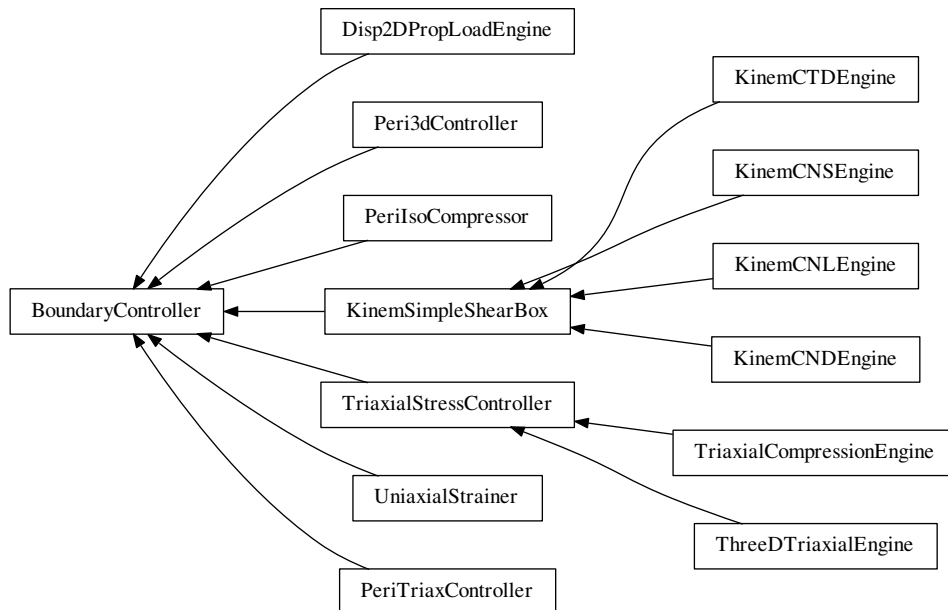 Disp2DPropLoadEngine
KinemCTDEngine
Peri3dController
KinemCNSEngine
PeriIsoCompressor
KinemCNLEngine
BoundaryController
KinemSimpleShearBox
KinemCNDEngine
TriaxialStressController
TriaxialCompressionEngine
UniaxialStrainer
ThreeDTriaxialEngine
PeriTriaxController